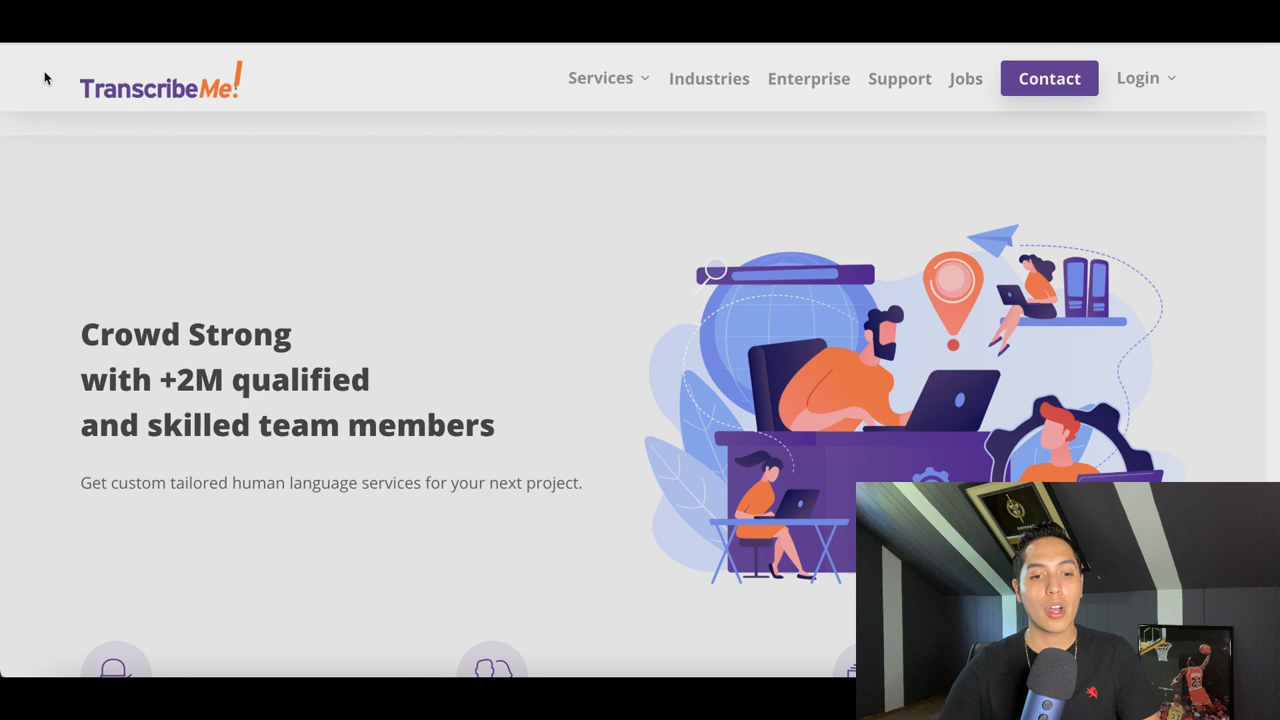 TranscribeMe!
Services Industries Enterprise Support Jobs Contact Login
Crowd Strong
with +2M qualified
and skilled team members
Get custom tailored human language services for your next project.
23